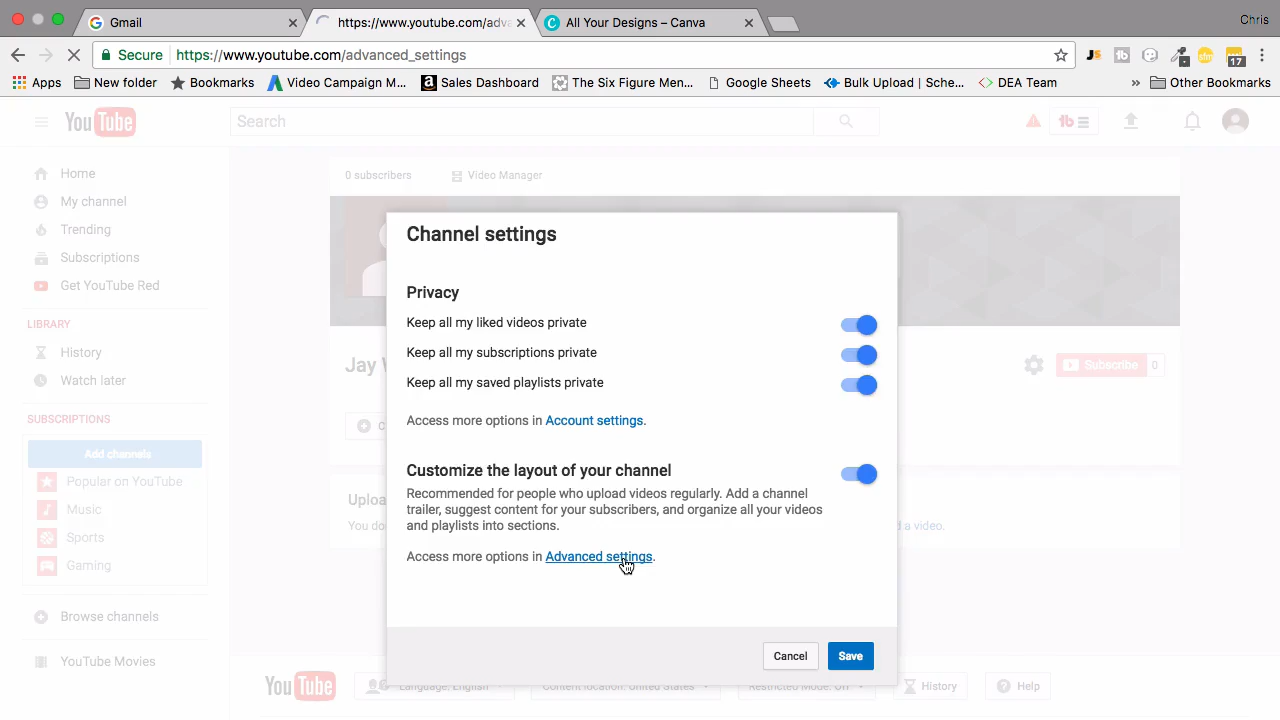 Gmail
https://www.youtube.com/adva
All Your Designs – Canva
Chris
Secure
https://www.youtube.com/advanced_settings
17
Apps
New folder
Bookmarks
Video Campaign M...
Sales Dashboard
The Six Figure Men...
Google Sheets
Bulk Upload | Sche...
DEA Team
»
Other Bookmarks
YouTube
Search
Home
My channel
Trending
Subscriptions
Get YouTube Red
LIBRARY
History
Watch later
SUBSCRIPTIONS
Add channels
Popular on YouTube
Music
Sports
Gaming
Browse channels
YouTube Movies
0 subscribers
Video Manager
Jay
Subscribe
0
Uploa
You do
d a video.
Channel settings
Privacy
Keep all my liked videos private
Keep all my subscriptions private
Keep all my saved playlists private
Access more options in Account settings.
Customize the layout of your channel
Recommended for people who upload videos regularly. Add a channel
trailer, suggest content for your subscribers, and organize all your videos
and playlists into sections.
Access more options in Advanced settings.
Cancel
Save
YouTube
Language: English
Content location: United States
Restricted Mode: Off
History
Help